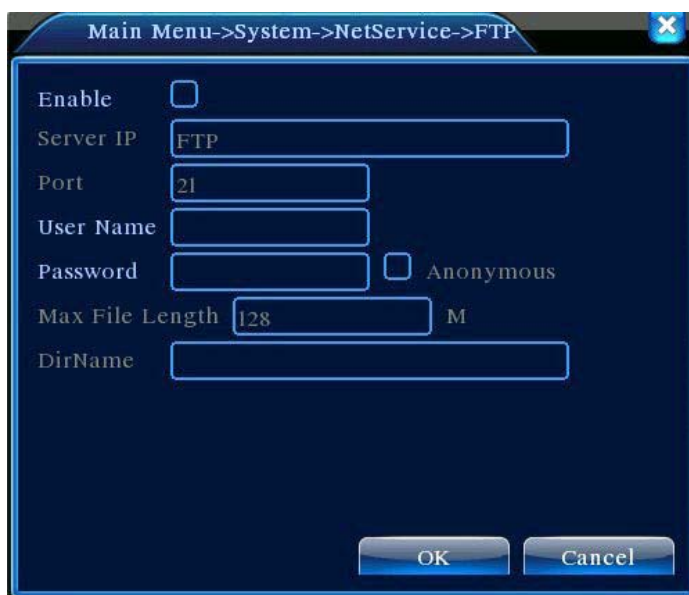 Main Menu->System->NetService->FTP
Enable
Server IP FTP
Port 21
User Name
Password Anonymous
Max File Length 128 M
DirName
OK Cancel